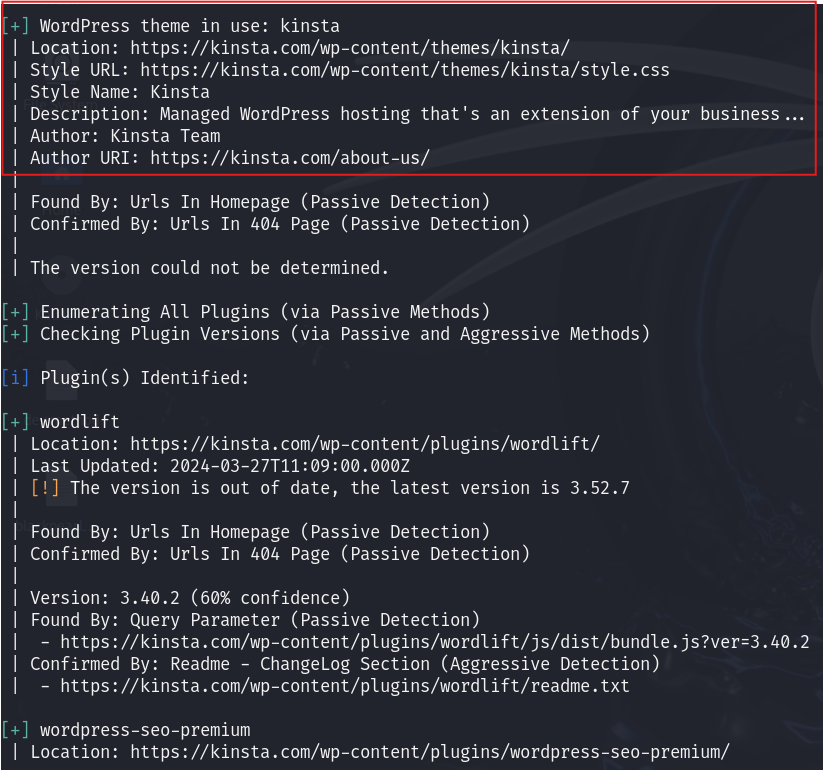 [+] WordPress theme in use: kinsta
| Location: https://kinsta.com/wp-content/themes/kinsta/
| Style URL: https://kinsta.com/wp-content/themes/kinsta/style.css
| Style Name: Kinsta
| Description: Managed WordPress hosting that's an extension of your business...
| Author: Kinsta Team
| Author URI: https://kinsta.com/about-us/
|
| Found By: Urls In Homepage (Passive Detection)
| Confirmed By: Urls In 404 Page (Passive Detection)
|
| The version could not be determined.
[+] Enumerating All Plugins (via Passive Methods)
[+] Checking Plugin Versions (via Passive and Aggressive Methods)
[i] Plugin(s) Identified:
[+] wordlift
| Location: https://kinsta.com/wp-content/plugins/wordlift/
| Last Updated: 2024-03-27T11:09:00.000Z
| [!] The version is out of date, the latest version is 3.52.7
|
| Found By: Urls In Homepage (Passive Detection)
| Confirmed By: Urls In 404 Page (Passive Detection)
|
| Version: 3.40.2 (60% confidence)
| Found By: Query Parameter (Passive Detection)
|  - https://kinsta.com/wp-content/plugins/wordlift/js/dist/bundle.js?ver=3.40.2
| Confirmed By: Readme - ChangeLog Section (Aggressive Detection)
|  - https://kinsta.com/wp-content/plugins/wordlift/readme.txt
[+] wordpress-seo-premium
| Location: https://kinsta.com/wp-content/plugins/wordpress-seo-premium/